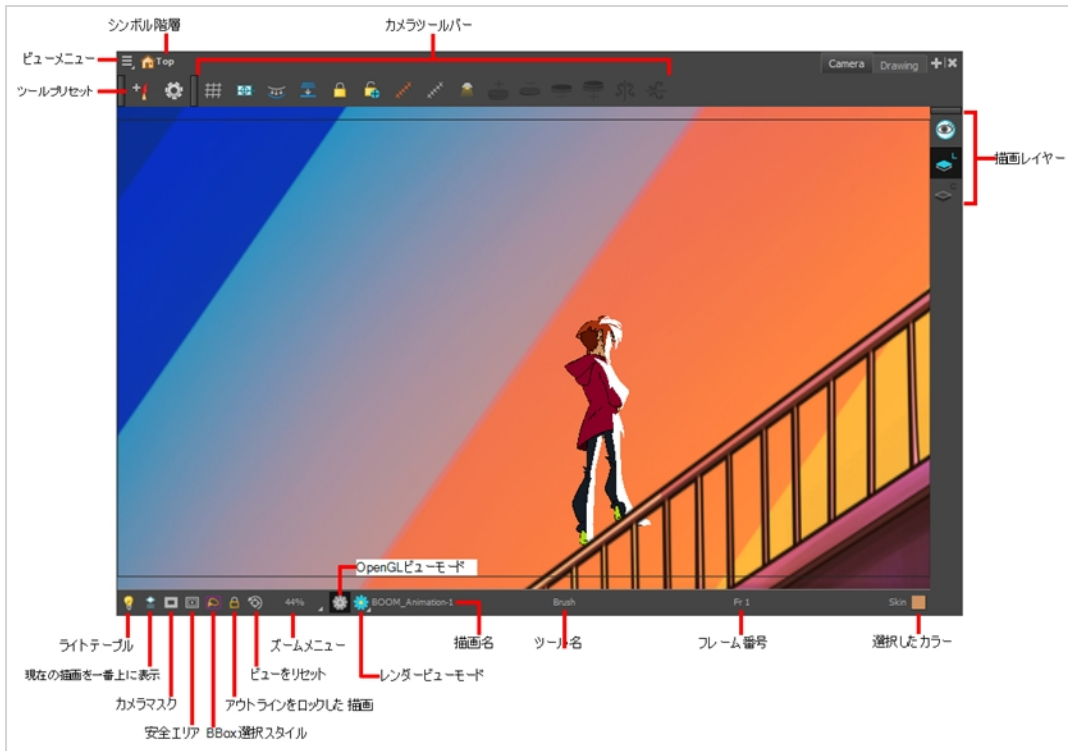 シンボル階層
カメラツールバー
ビューメニュー
Top
Camera
Drawing
ツールプリセット
描画レイヤー
L
C
OpenGLビューモード
44%
BOOM_Animation-1
Brush
Fr 1
Skin
ライトテーブル
ズームメニュー
描画名
ツール名
フレーム番号
選択したカラー
現在の描画を一番上に表示
ビューをリセット
レンダービューモード
カメラマスク
アウトラインをロックした 描画
安全エリア
BBox選択スタイル